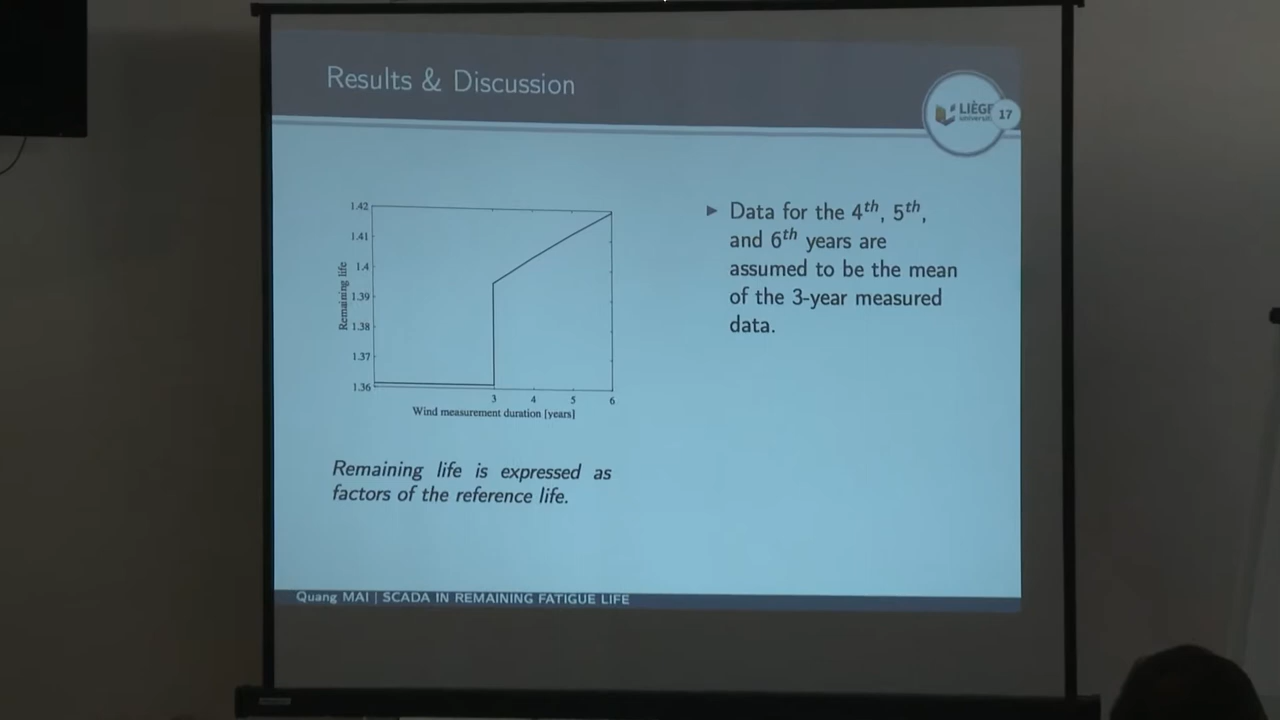 Results & Discussion
LIÈGE
université
17
1.42
1.41
1.4
1.39
1.38
1.37
1.36
Remaining life
3 4 5 6
Wind measurement duration [years]
Remaining life is expressed as
factors of the reference life.
► Data for the 4th, 5th,
and 6th years are
assumed to be the mean
of the 3-year measured
data.
Quang MAI | SCADA IN REMAINING FATIGUE LIFE